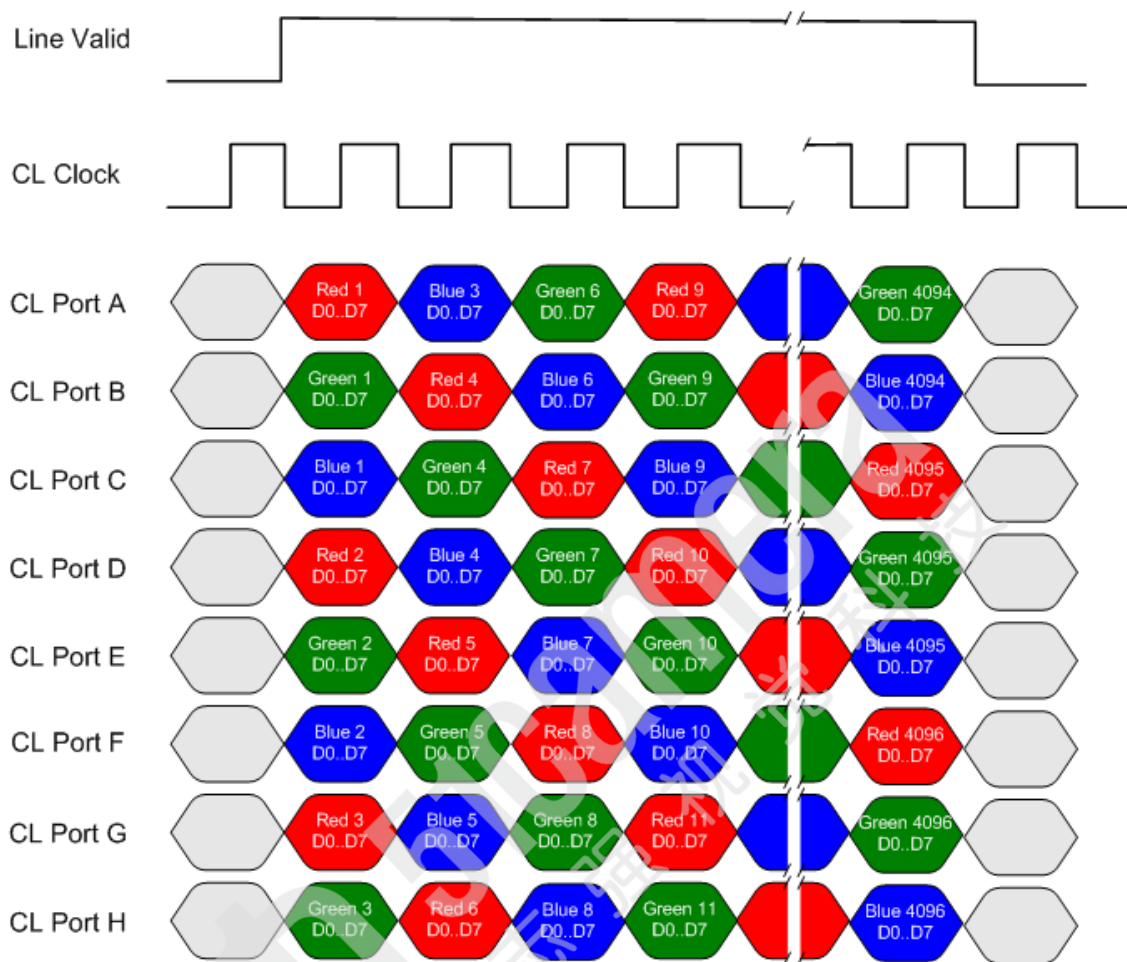 Line Valid
CL Clock
CL Port A
Red 1
D0..D7
Blue 3
D0..D7
Green 6
D0..D7
Red 9
D0..D7
Green 4094
D0..D7
CL Port B
Green 1
D0..D7
Red 4
D0..D7
Blue 6
D0..D7
Green 9
D0..D7
Blue 4094
D0..D7
CL Port C
Blue 1
D0..D7
Green 4
D0..D7
Red 7
D0..D7
Blue 9
D0..D7
Red 4095
D0..D7
CL Port D
Red 2
D0..D7
Blue 4
D0..D7
Green 7
D0..D7
Red 10
D0..D7
Green 4095
D0..D7
CL Port E
Green 2
D0..D7
Red 5
D0..D7
Blue 7
D0..D7
Green 10
D0..D7
Blue 4095
D0..D7
CL Port F
Blue 2
D0..D7
Green 5
D0..D7
Red 8
D0..D7
Blue 10
D0..D7
Red 4096
D0..D7
CL Port G
Red 3
D0..D7
Blue 5
D0..D7
Green 8
D0..D7
Red 11
D0..D7
Green 4096
D0..D7
CL Port H
Green 3
D0..D7
Red 6
D0..D7
Blue 8
D0..D7
Green 11
D0..D7
Blue 4096
D0..D7
51camera
视觉科技